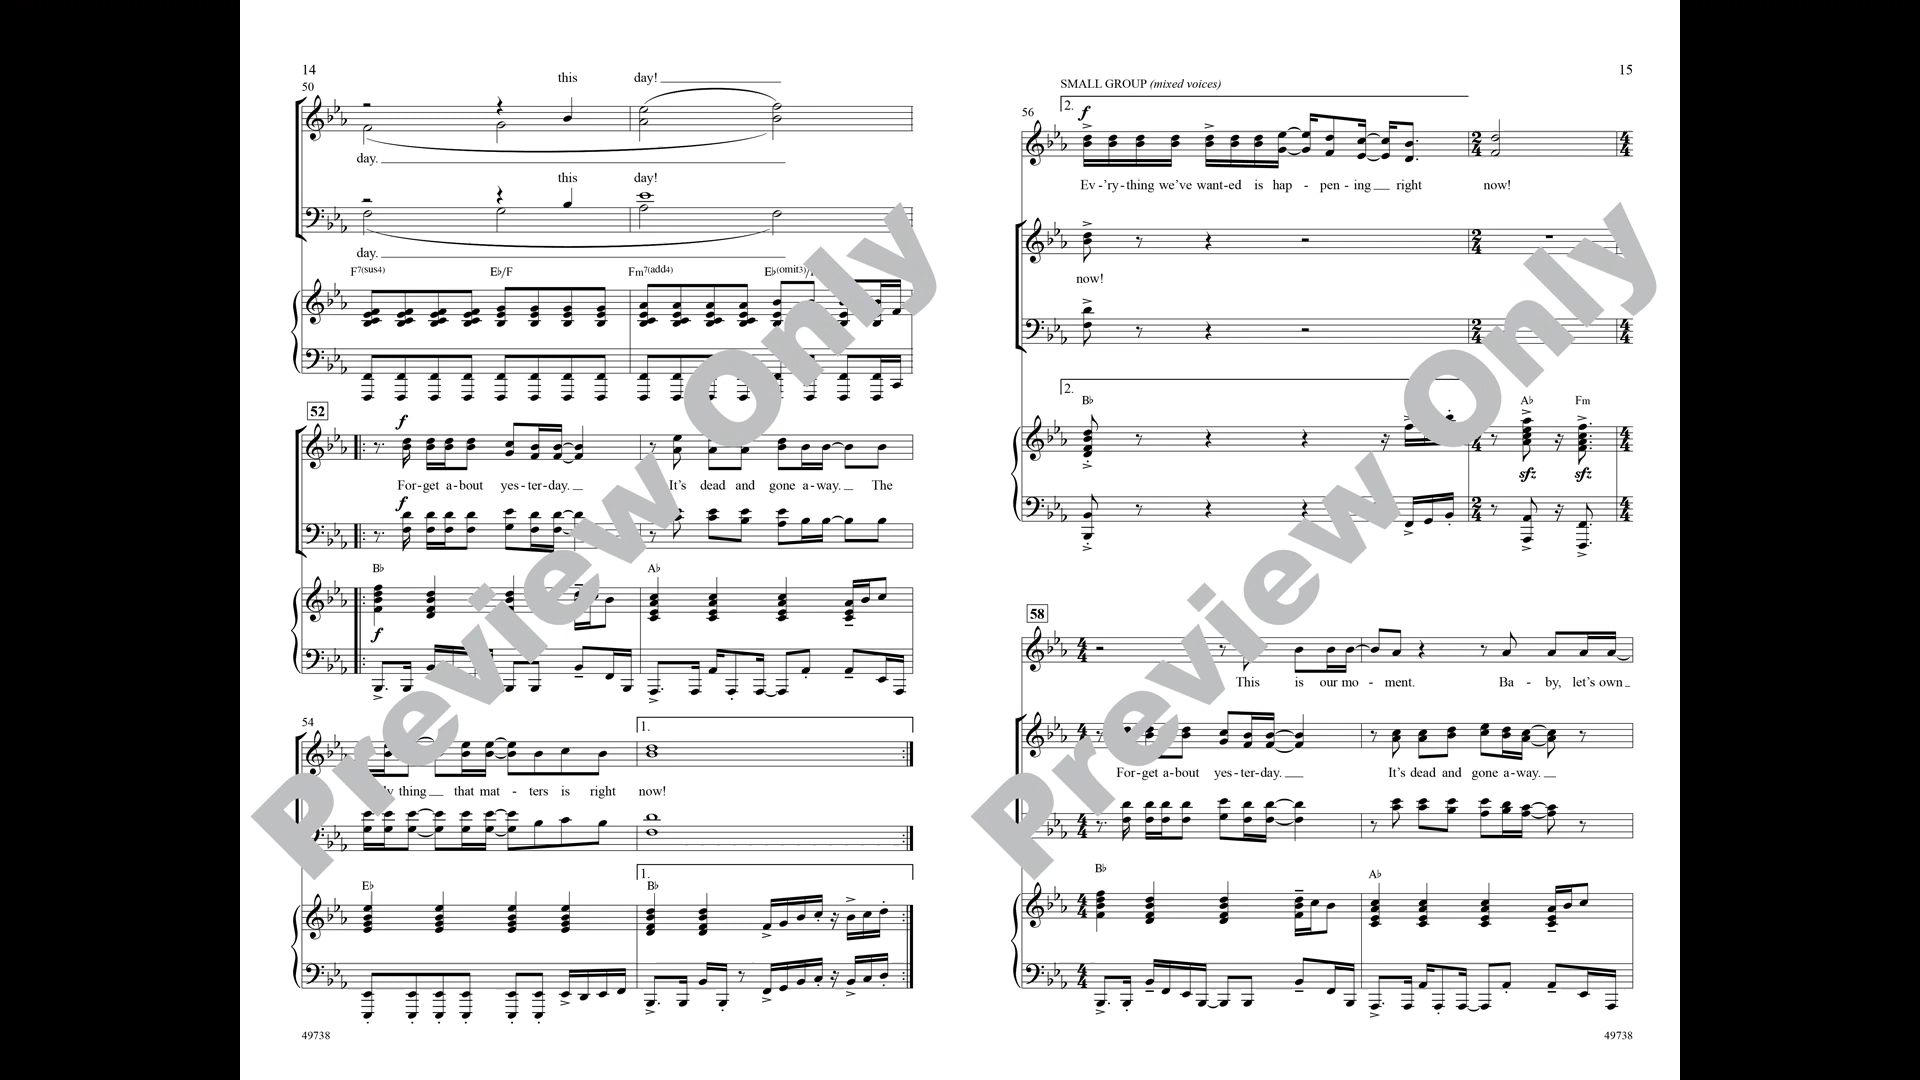 14
this day!
50
day.
this day!
day.
F7(sus4) E♭/F Fm7(add4) E♭(omit3)/
52
f
For-get a-bout yes-ter-day. It's dead and gone a-way. The
f
B♭ A♭
f
54
1.
thing that mat-ters is right now!
1.
E♭ B♭
49738
15
SMALL GROUP (mixed voices)
2.
56
f
Ev-'ry-thing we've want-ed is hap-pen-ing right now!
now!
2.
B♭ A♭ Fm
sfz sfz
58
This is our mo-ment. Ba-by, let's own
For-get a-bout yes-ter-day. It's dead and gone a-way.
B♭ A♭
49738
Preview Only
Preview Only